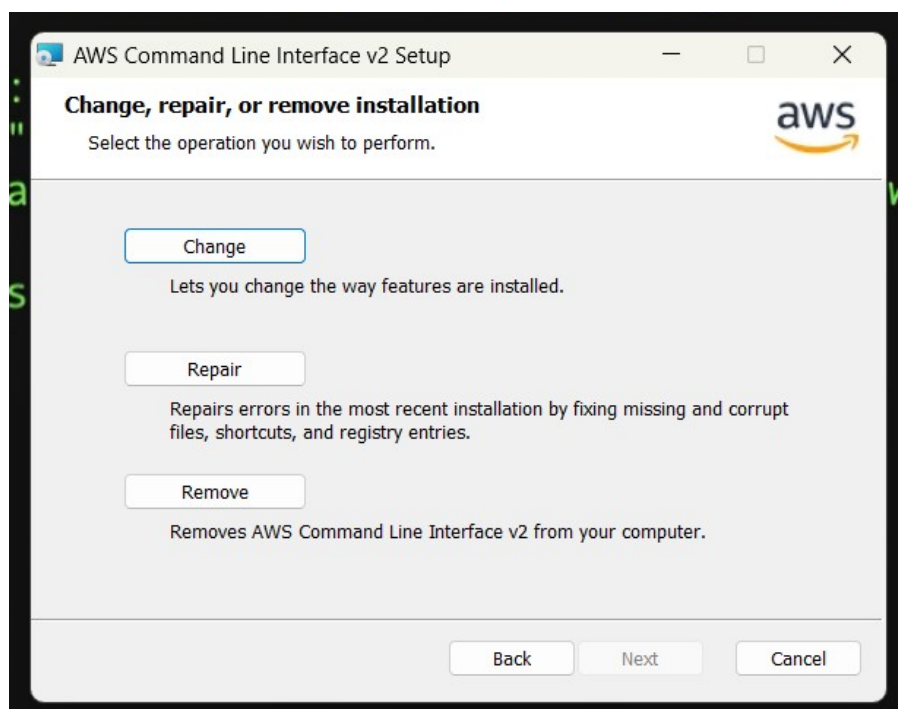 AWS Command Line Interface v2 Setup
Change, repair, or remove installation
Select the operation you wish to perform.
aws
Change
Lets you change the way features are installed.
Repair
Repairs errors in the most recent installation by fixing missing and corrupt
files, shortcuts, and registry entries.
Remove
Removes AWS Command Line Interface v2 from your computer.
Back Next Cancel